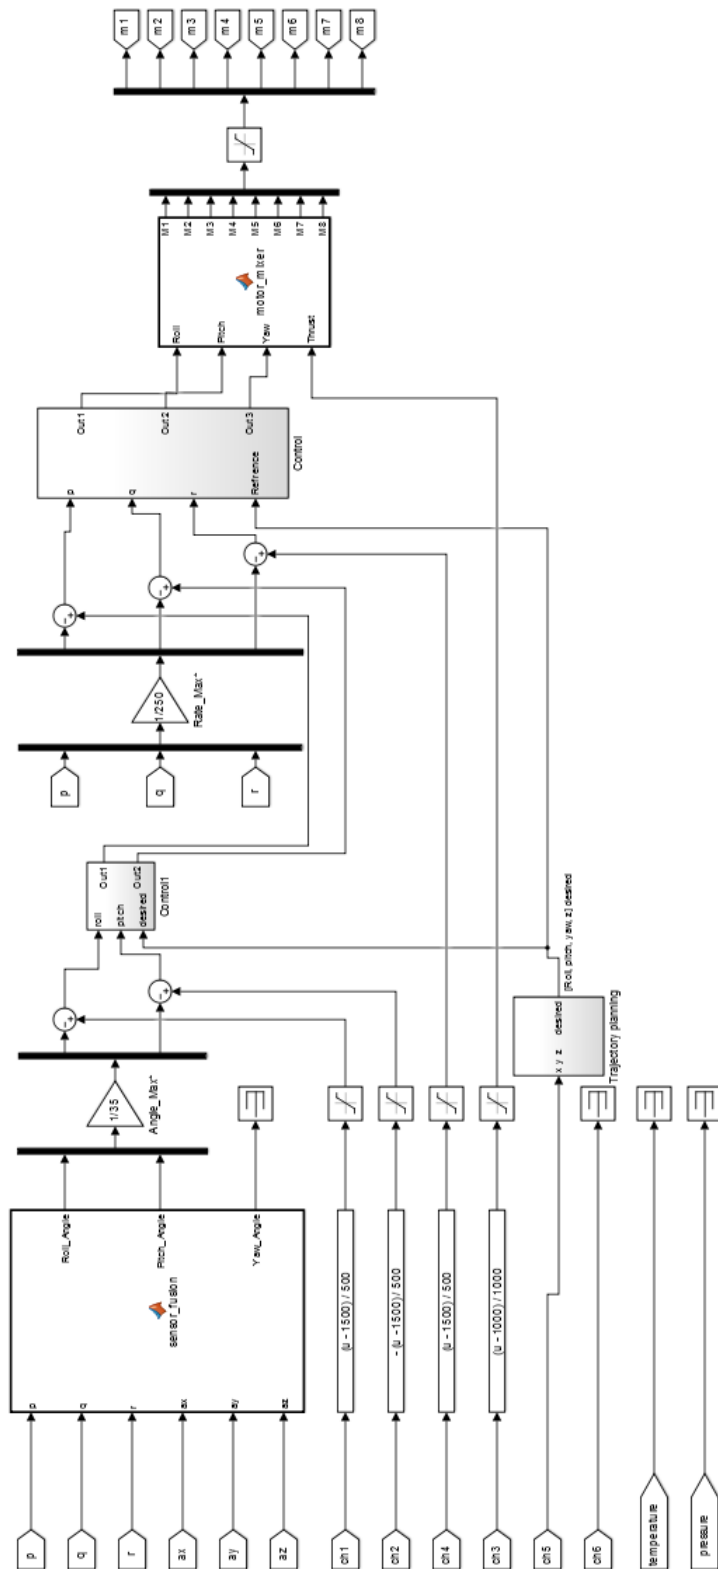 p
q
r
ax
ay
az
ch1
ch2
ch4
ch3
ch5
ch6
temperature
pressure
p
q
r
ax
ay
az
sensor_fusion
Roll_Angle
Pitch_Angle
Yaw_Angle
(u - 1500) / 500
- (u - 1500) / 500
(u - 1500) / 500
(u - 1000) / 1000
1/35
Angle_Max^
-+
-+
x y z
desired
Trajectory planning
[Roll, pitch, yaw, z] desired
roll
pitch
desired
Out1
Out2
Control1
p
q
r
1/250
Rate_Max^
-+
-+
-+
p
q
r
Refrence
Out1
Out2
Out3
Control
Roll
Pitch
Yaw
Thrust
motor_mixer
M1
M2
M3
M4
M5
M6
M7
M8
m1
m2
m3
m4
m5
m6
m7
m8